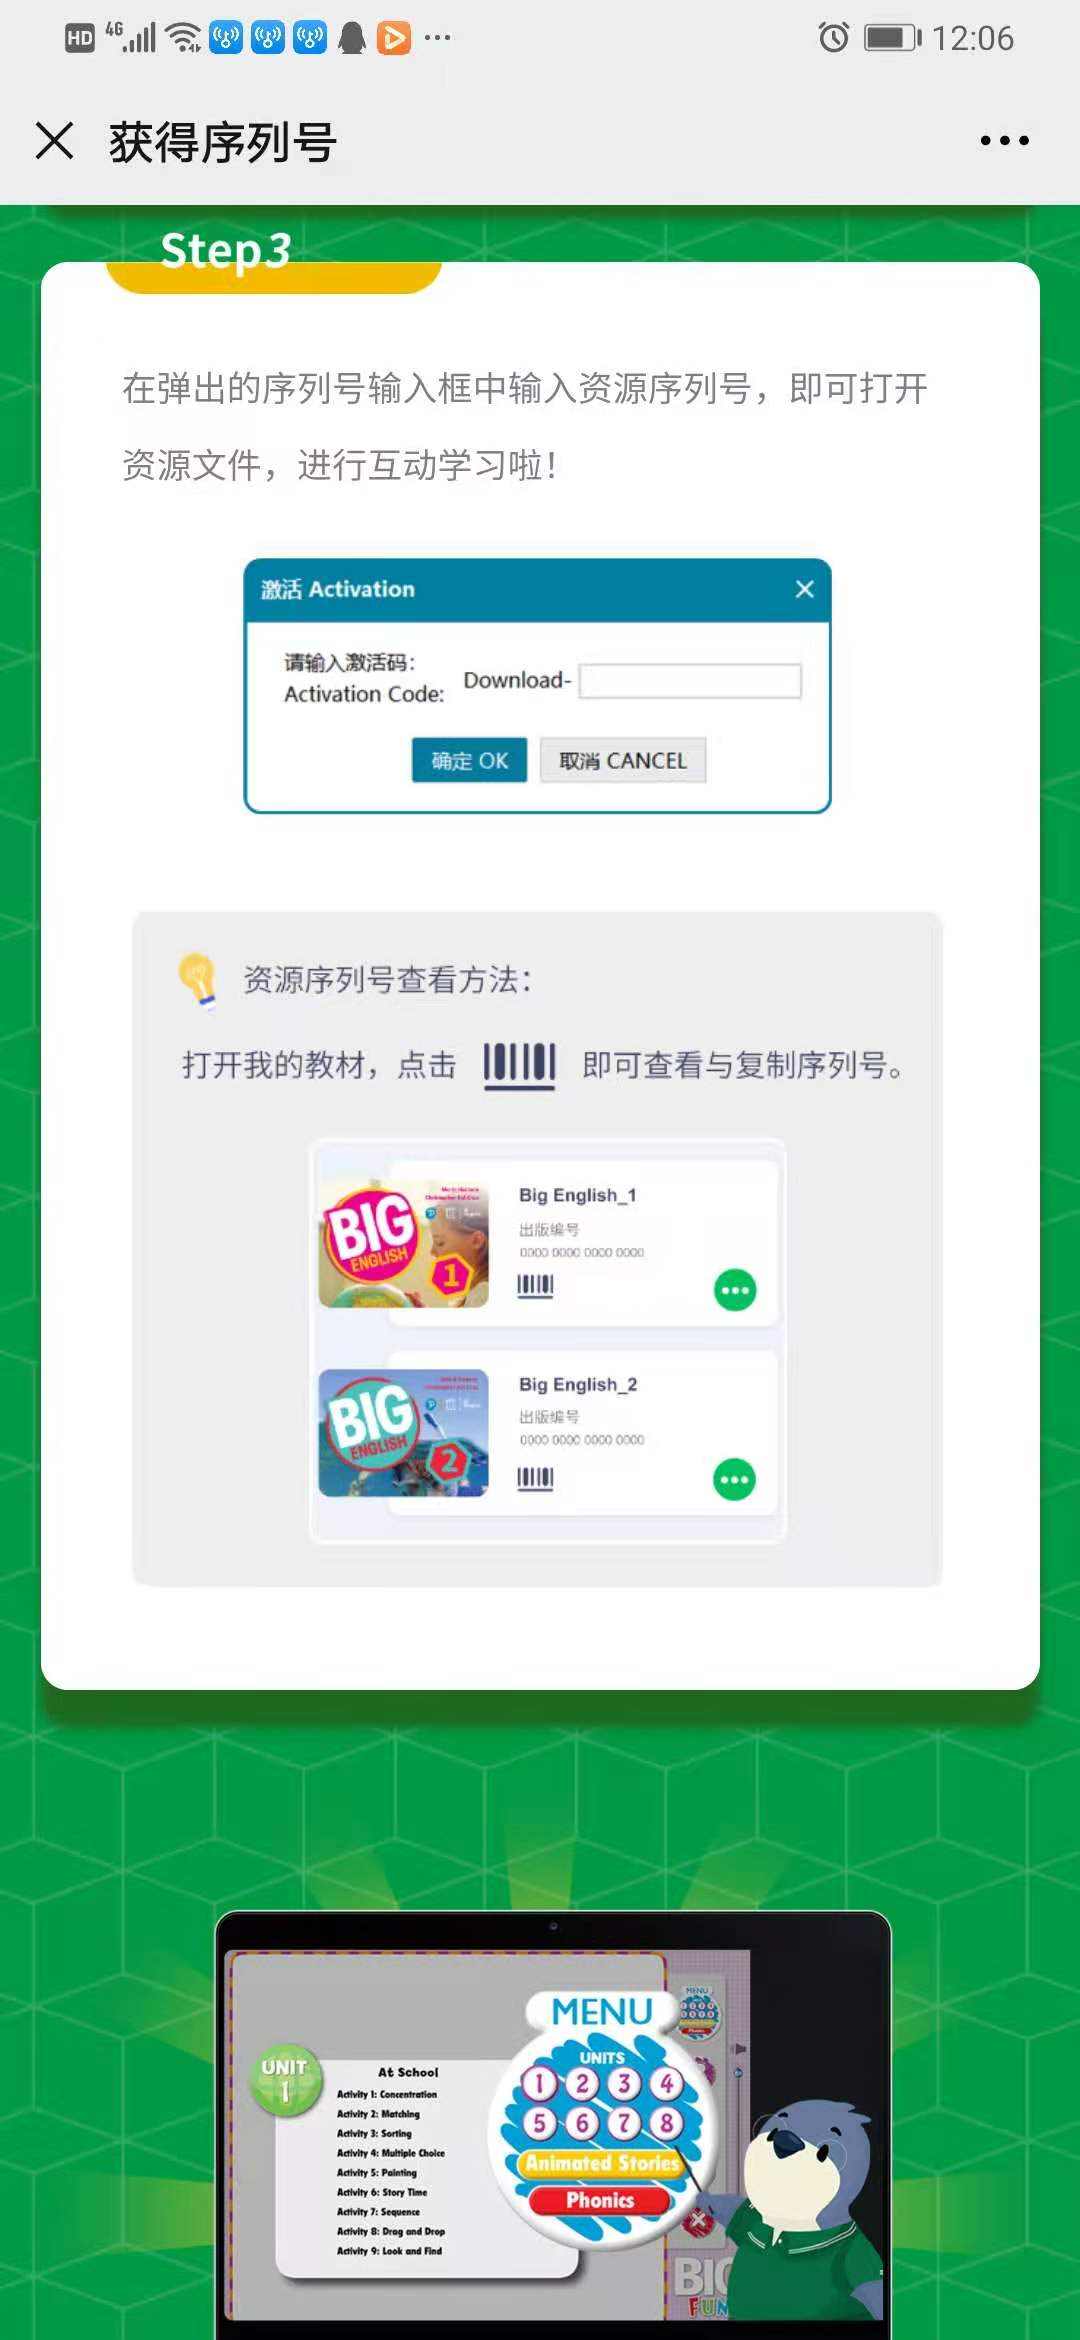 HD 4G 12:06
获得序列号
Step3
在弹出的序列号输入框中输入资源序列号，即可打开
资源文件，进行互动学习啦！
激活 Activation
请输入激活码：
Activation Code:
Download-
确定 OK
取消 CANCEL
资源序列号查看方法：
打开我的教材，点击 即可查看与复制序列号。
BIG
ENGLISH
1
Big English_1
出版编号
0000 0000 0000 0000
BIG
ENGLISH
2
Big English_2
出版编号
0000 0000 0000 0000
UNIT
1
At School
Activity 1: Concentration
Activity 2: Matching
Activity 3: Sorting
Activity 4: Multiple Choice
Activity 5: Painting
Activity 6: Story Time
Activity 7: Sequence
Activity 8: Drag and Drop
Activity 9: Look and Find
MENU
UNITS
1 2 3 4
5 6 7 8
Animated Stories
Phonics
MENU
BIG
FUN